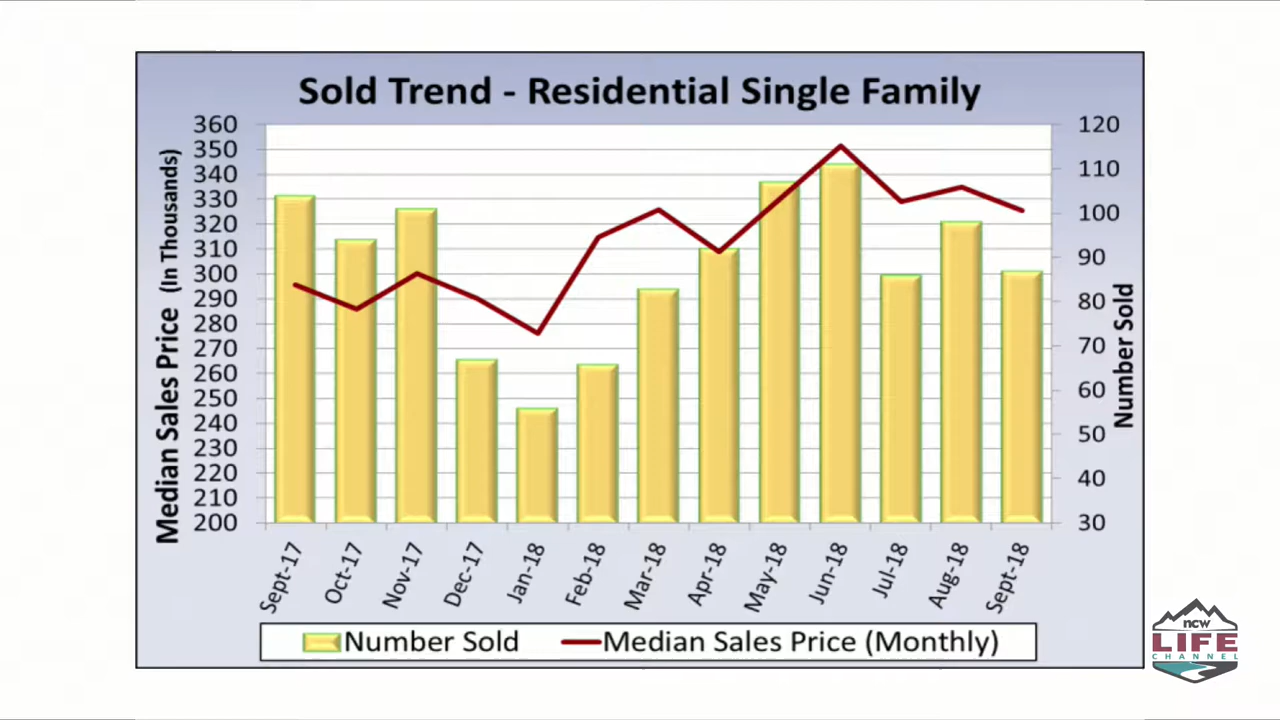 Sold Trend - Residential Single Family
Median Sales Price (In Thousands)
360
350
340
330
320
310
300
290
280
270
260
250
240
230
220
210
200
120
110
100
90
80
70
60
50
40
30
Number Sold
Sept-17
Oct-17
Nov-17
Dec-17
Jan-18
Feb-18
Mar-18
Apr-18
May-18
Jun-18
Jul-18
Aug-18
Sept-18
Number Sold
Median Sales Price (Monthly)
ncw
LIFE
CHANNEL